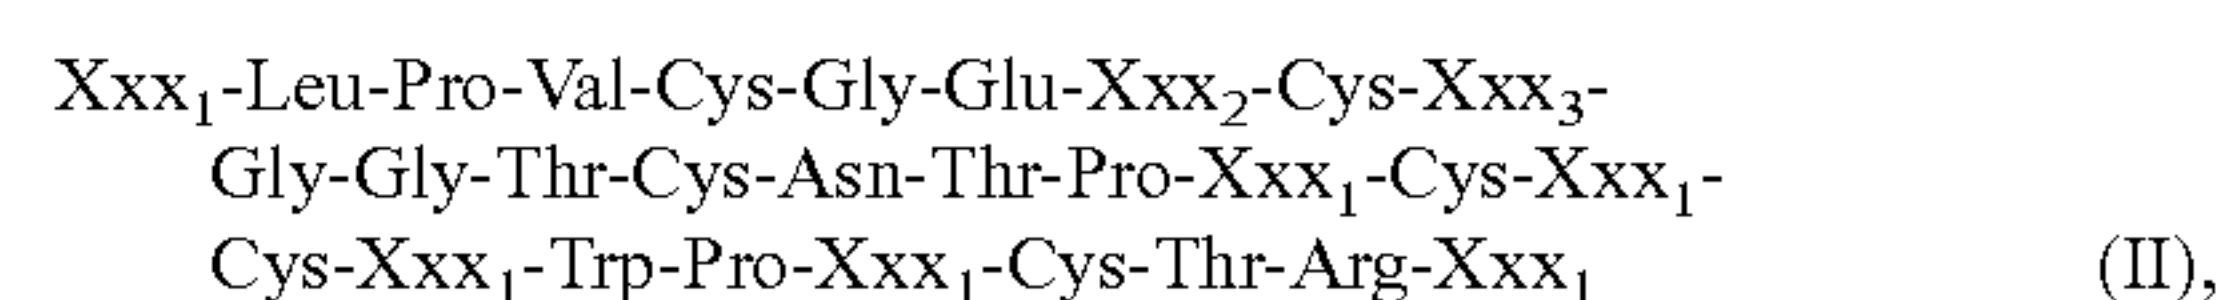 Xxx₁-Leu-Pro-Val-Cys-Gly-Glu-Xxx₂-Cys-Xxx₃-
Gly-Gly-Thr-Cys-Asn-Thr-Pro-Xxx₁-Cys-Xxx₁-
Cys-Xxx₁-Trp-Pro-Xxx₁-Cys-Thr-Arg-Xxx₁ (II),